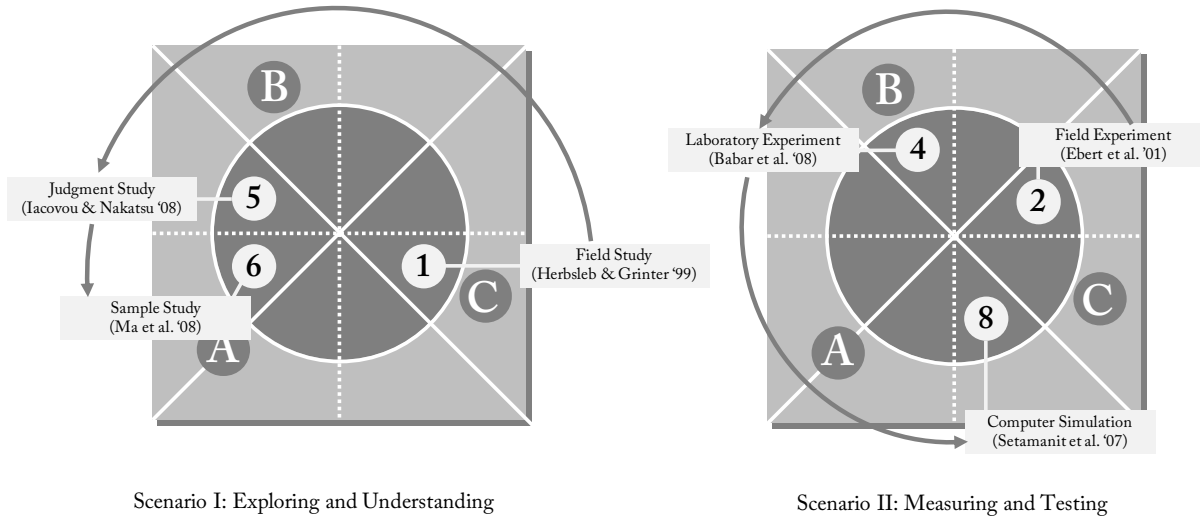 B
5
Judgment Study
(Iacovou & Nakatsu ‘08)
6
Sample Study
(Ma et al. ‘08)
A
1
Field Study
(Herbsleb & Grinter ‘99)
C
Scenario I: Exploring and Understanding
B
Laboratory Experiment
(Babar et al. ‘08)
4
Field Experiment
(Ebert et al. ’01)
2
C
8
A
Computer Simulation
(Setamanit et al. ‘07)
Scenario II: Measuring and Testing